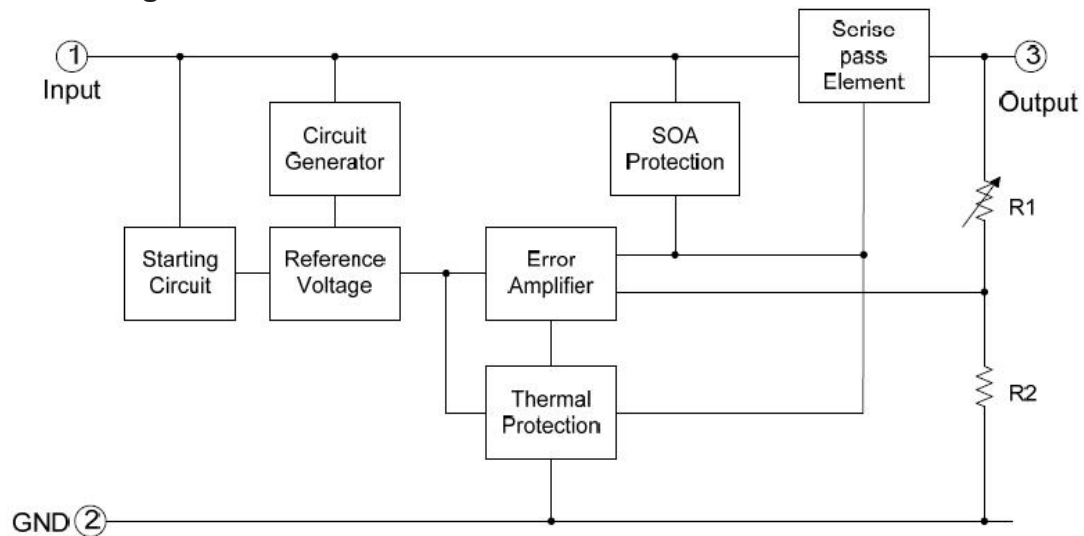 Serise
pass
Element
1
Input
3
Output
Circuit
Generator
SOA
Protection
R1
Starting
Circuit
Reference
Voltage
Error
Amplifier
Thermal
Protection
R2
GND 2